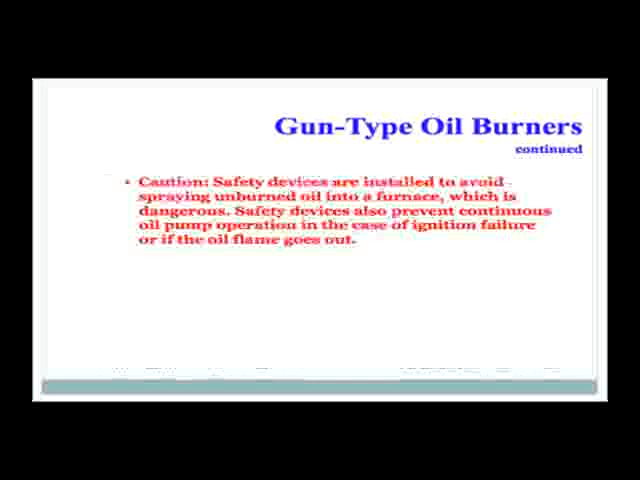 Gun-Type Oil Burners
continued
• Caution: Safety devices are installed to avoid
spraying unburned oil into a furnace, which is
dangerous. Safety devices also prevent continuous
oil pump operation in the case of ignition failure
or if the oil flame goes out.